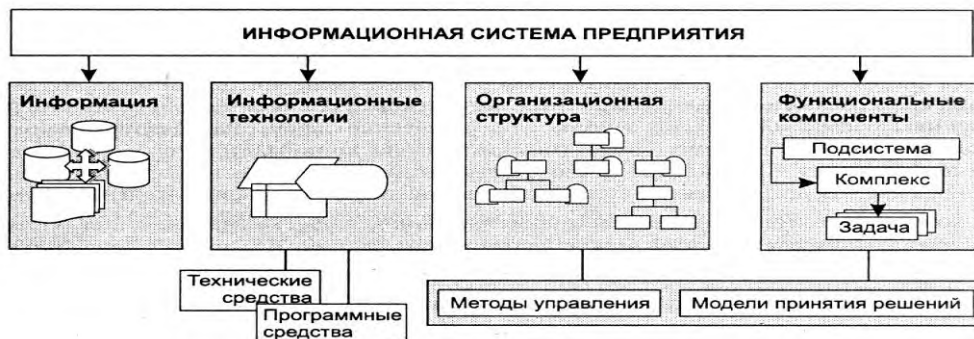 ИНФОРМАЦИОННАЯ СИСТЕМА ПРЕДПРИЯТИЯ
Информация
Информационные
технологии
Организационная
структура
Функциональные
компоненты
Подсистема
Комплекс
Задача
Технические
средства
Программные
средства
Методы управления
Модели принятия решений